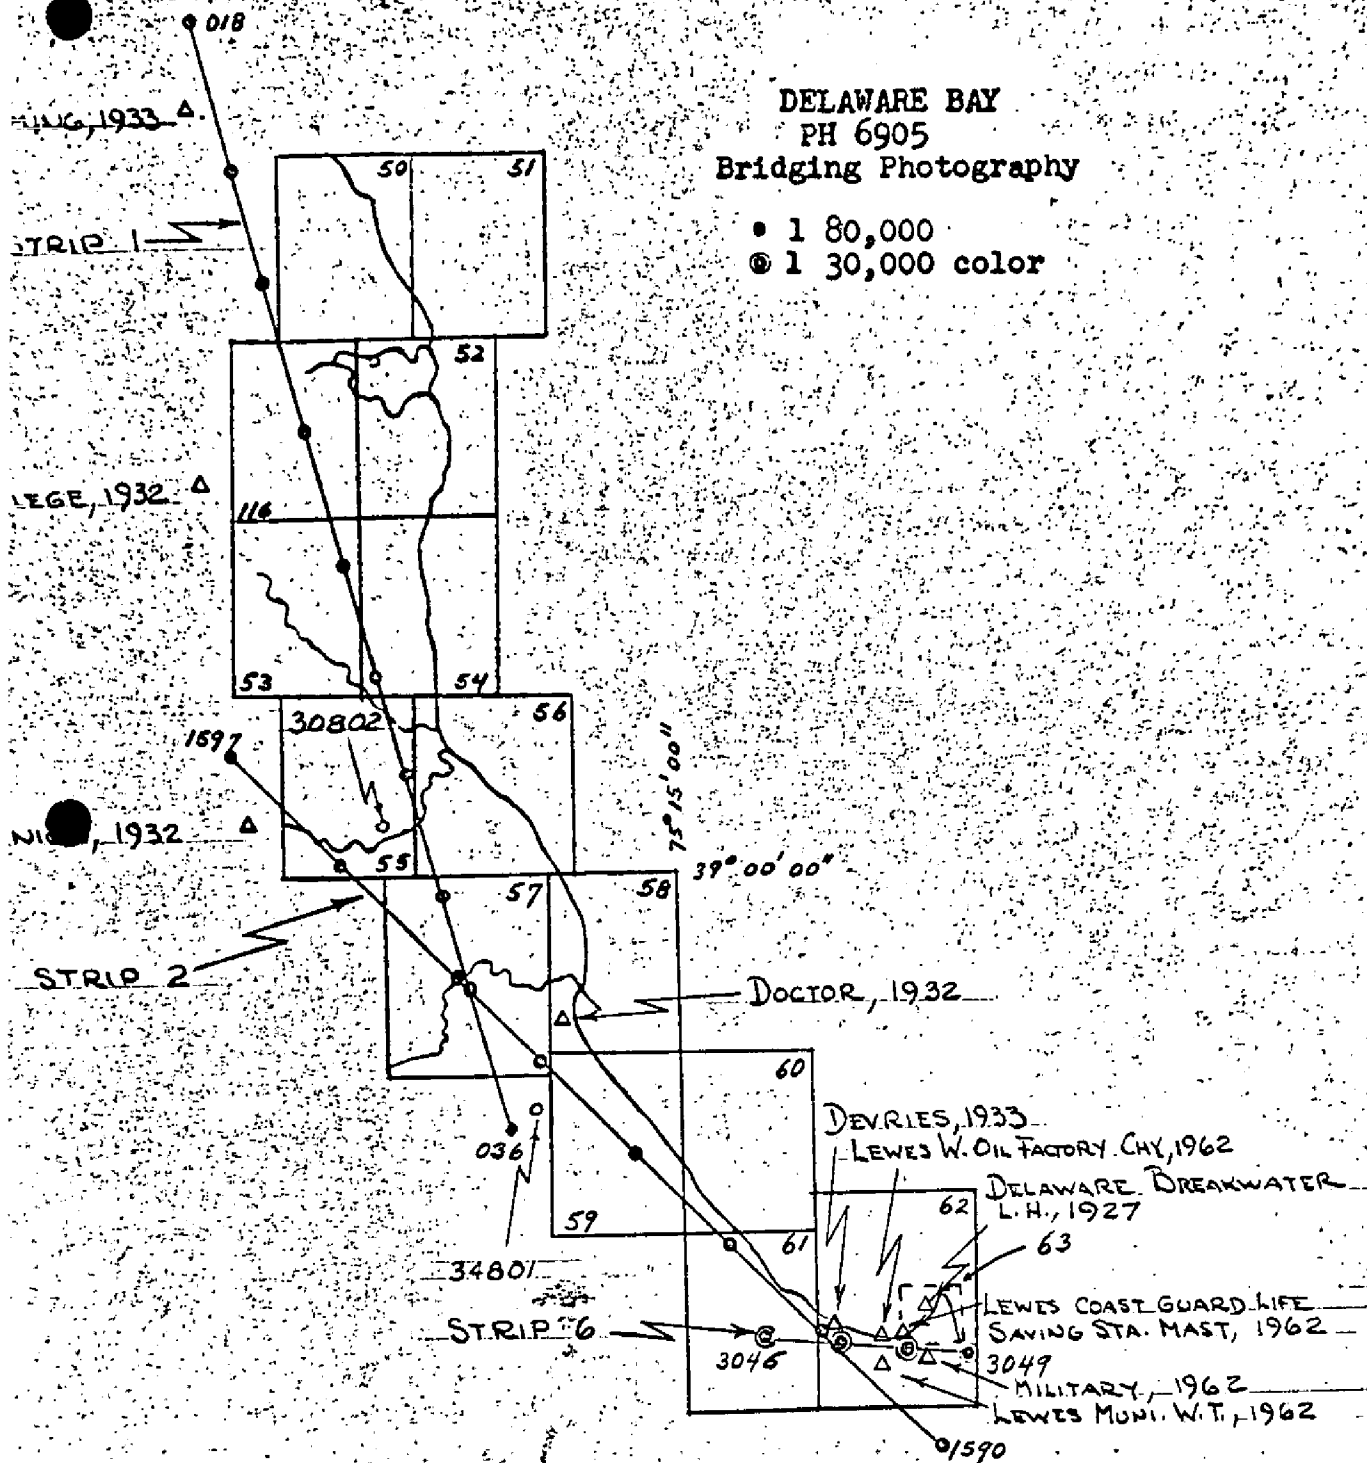 018
DELAWARE BAY
PH 6905
Bridging Photography
1 80,000
1 30,000 color
1933
50
51
STRIP 1
52
LEGE, 1932
116
53
54
30802
56
1597
75° 15' 00"
1932
55
39° 00' 00"
57
58
STRIP 2
DOCTOR, 1932
60
036
DEVRIES, 1933
LEWES W. OIL FACTORY CHY, 1962
DELAWARE BREAKWATER
L.H., 1927
62
63
59
61
34801
LEWES COAST GUARD LIFE
SAVING STA. MAST, 1962
STRIP 6
3046
3049
MILITARY, 1962
LEWES MUNI. W.T., 1962
1590